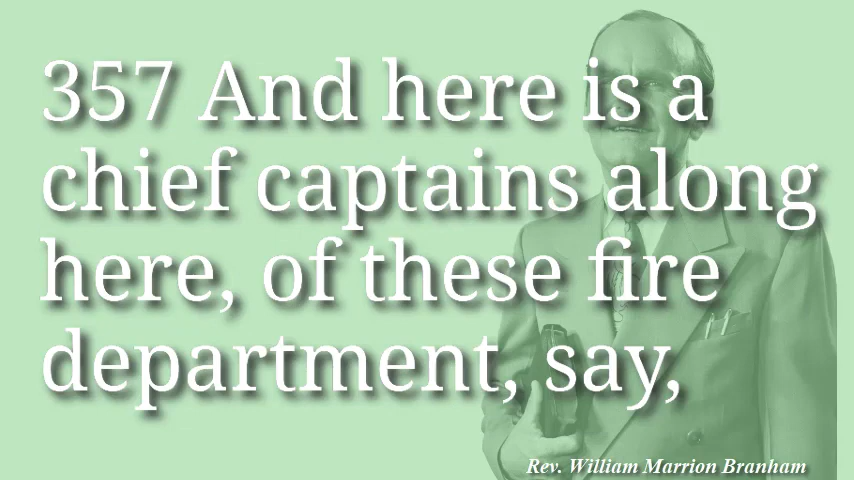 357 And here is a
chief captains along
here, of these fire
department, say,
Rev. William Marrion Branham